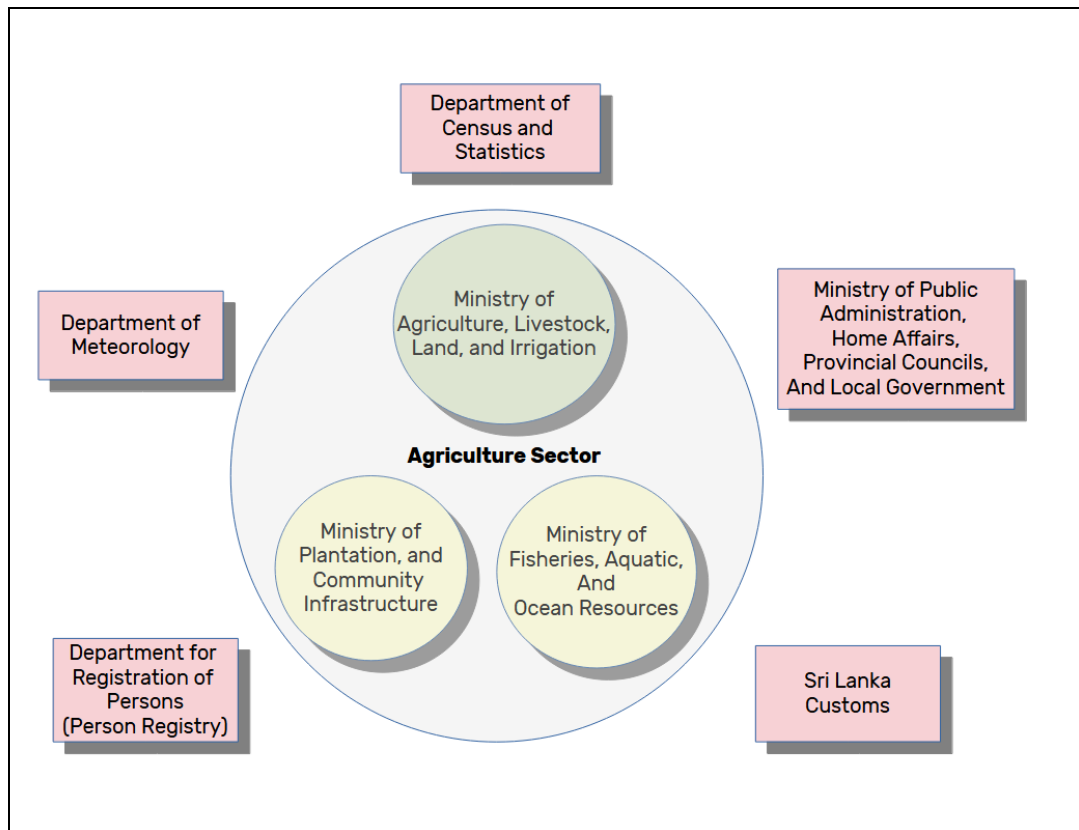 Department of
Census and
Statistics
Department of
Meteorology
Ministry of
Agriculture, Livestock,
Land, and Irrigation
Ministry of Public
Administration,
Home Affairs,
Provincial Councils,
And Local Government
Agriculture Sector
Ministry of
Plantation, and
Community
Infrastructure
Ministry of
Fisheries, Aquatic,
And
Ocean Resources
Department for
Registration of
Persons
(Person Registry)
Sri Lanka
Customs